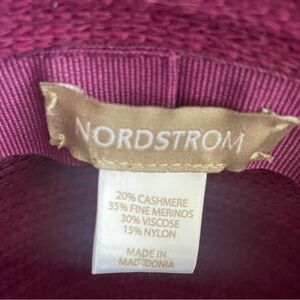 NORDSTROM
20% CASHMERE
35% FINE MERINOS
30% VISCOSE
15% NYLON
MADE IN
MACEDONIA